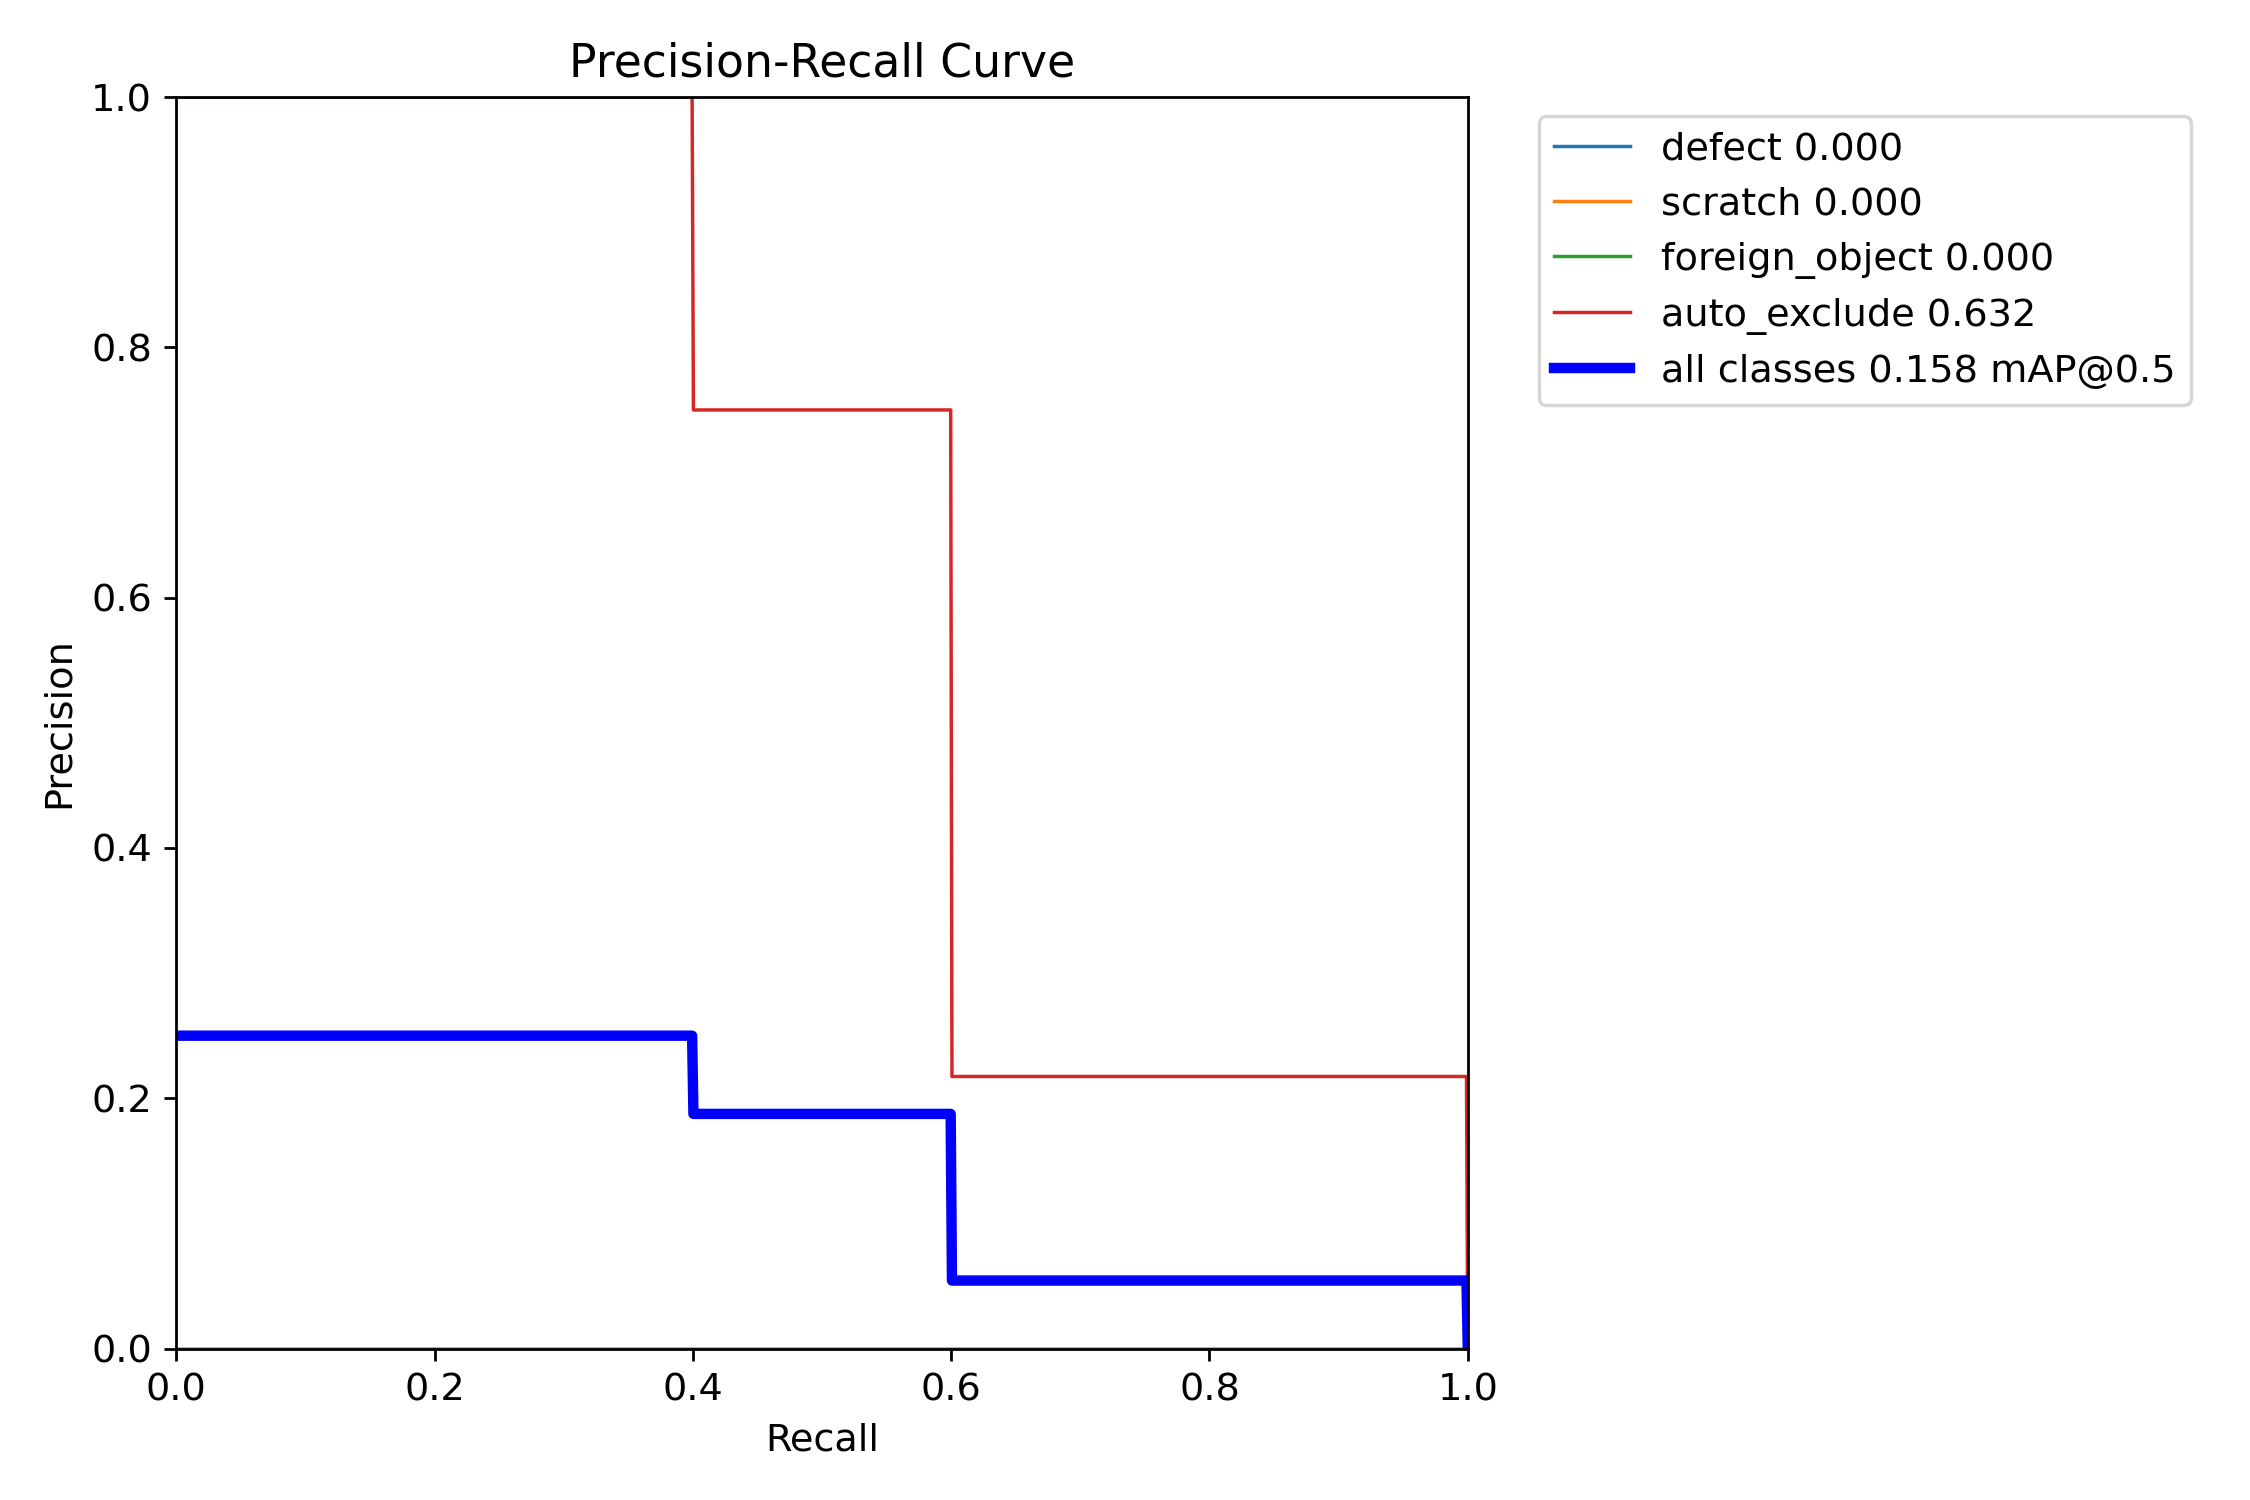 Precision-Recall Curve
1.0
0.8
0.6
0.4
0.2
0.0
Precision
0.0 0.2 0.4 0.6 0.8 1.0
Recall
defect 0.000
scratch 0.000
foreign_object 0.000
auto_exclude 0.632
all classes 0.158 mAP@0.5